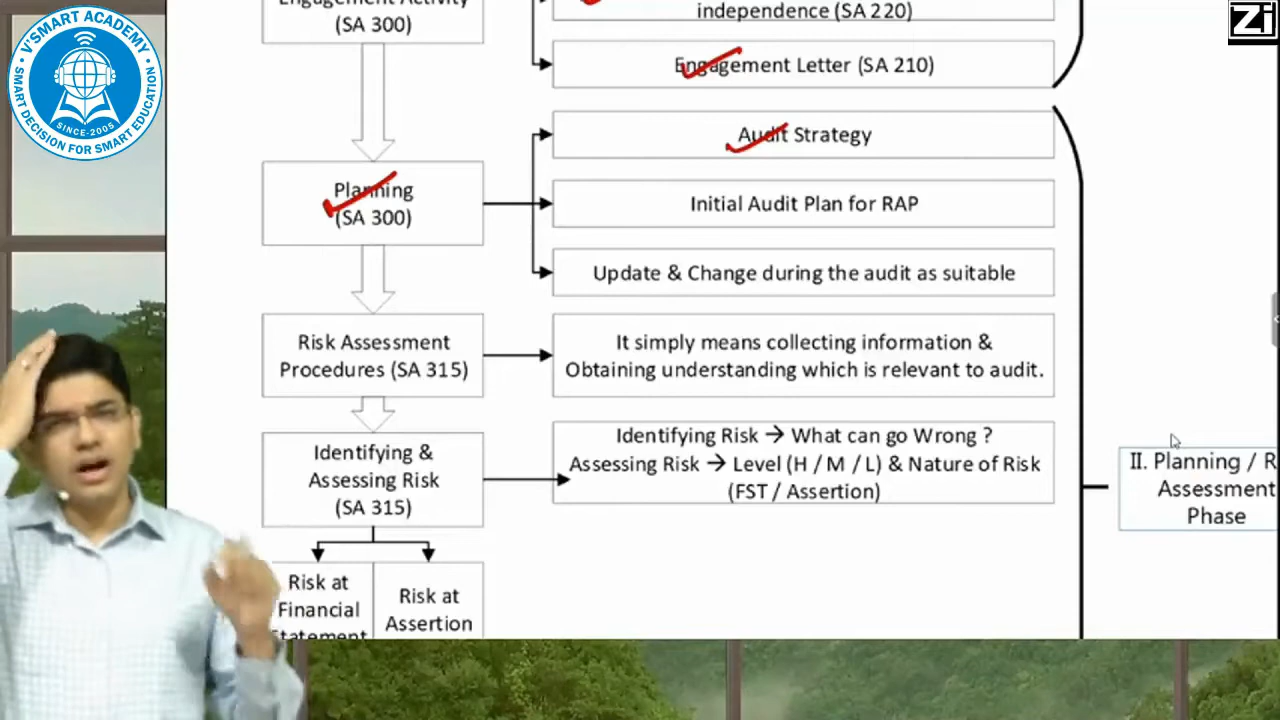 V'SMART ACADEMY
SINCE-2005
SMART DECISION FOR SMART EDUCATION
Zi
Engagement Activity
(SA 300)
independence (SA 220)
Engagement Letter (SA 210)
Planning
(SA 300)
Audit Strategy
Initial Audit Plan for RAP
Update & Change during the audit as suitable
Risk Assessment
Procedures (SA 315)
It simply means collecting information &
Obtaining understanding which is relevant to audit.
Identifying &
Assessing Risk
(SA 315)
Identifying Risk → What can go Wrong ?
Assessing Risk → Level (H / M / L) & Nature of Risk
(FST / Assertion)
II. Planning / R
Assessment
Phase
Risk at
Financial
Statement
Risk at
Assertion